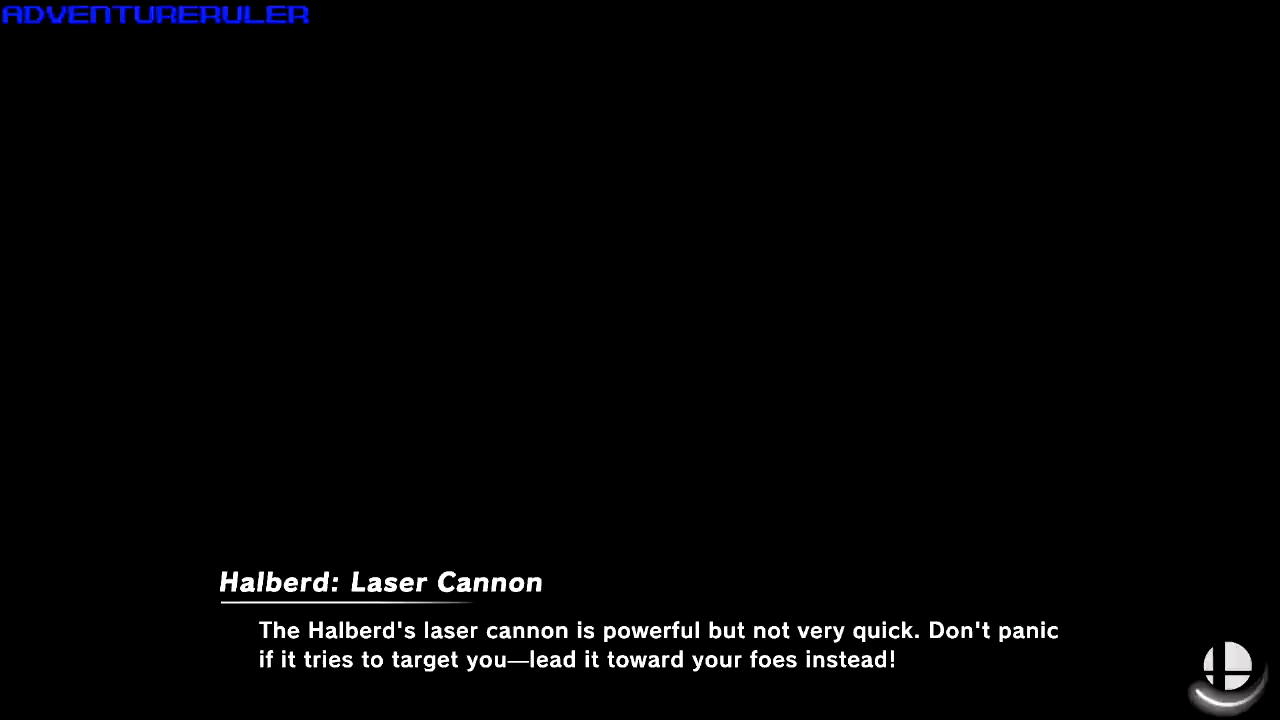 ADVENTURERULER
Halberd: Laser Cannon
The Halberd's laser cannon is powerful but not very quick. Don't panic
if it tries to target you—lead it toward your foes instead!